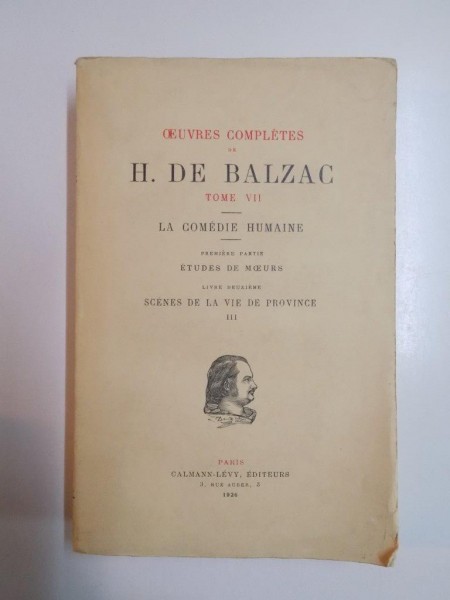 ŒUVRES COMPLÈTES
DE
H. DE BALZAC
TOME VII
LA COMÉDIE HUMAINE
PREMIÈRE PARTIE
ÉTUDES DE MŒURS
LIVRE DEUXIÈME
SCÈNES DE LA VIE DE PROVINCE
III
PARIS
CALMANN-LÉVY, ÉDITEURS
3, RUE AUBER, 3